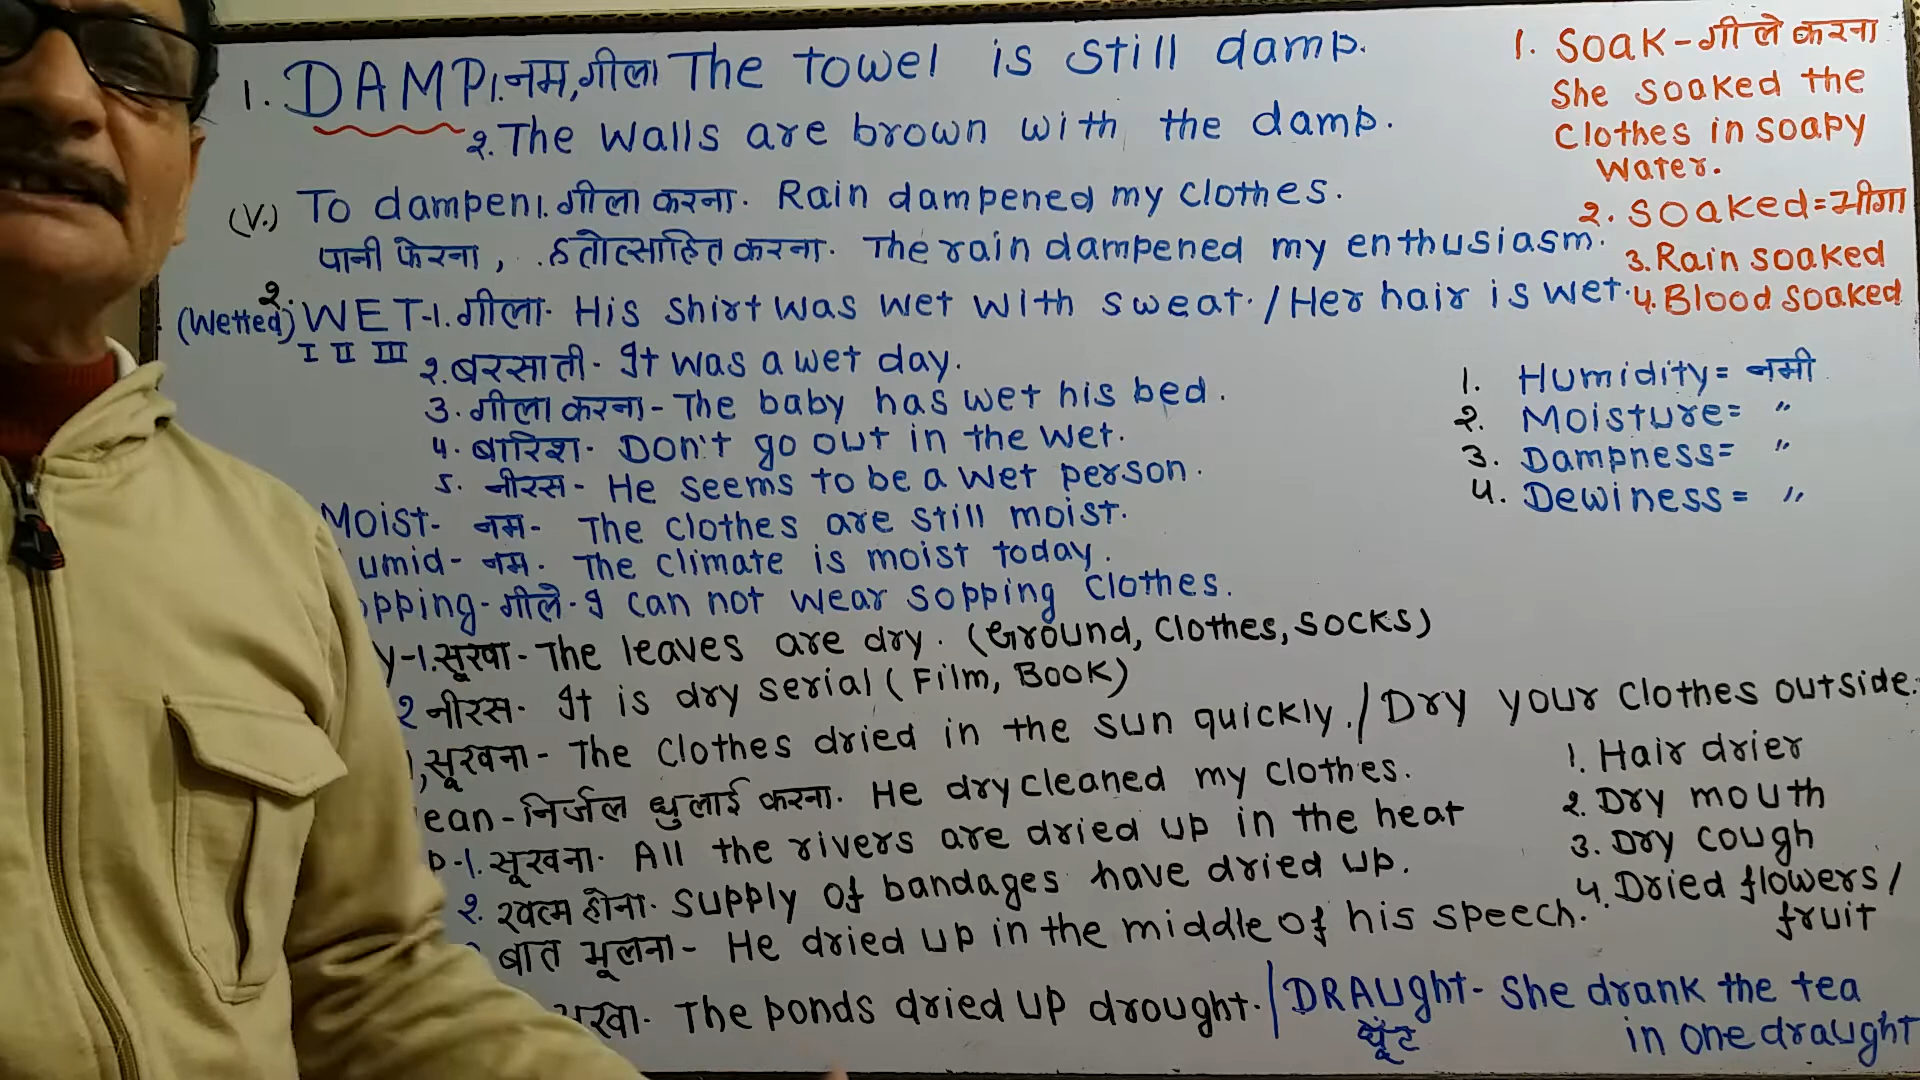 1. DAMP 1. नम, गीला The towel is still damp.
2. The walls are brown with the damp.
(V.) To dampen 1. गीला करना. Rain dampened my clothes.
पानी फेरना, हतोत्साहित करना. The rain dampened my enthusiasm.
(Wetted) 2. WET-1. गीला. His shirt was wet with sweat. / Her hair is wet.
I II III
2. बरसाती. It was a wet day.
3. गीला करना - The baby has wet his bed.
4. बारिश. Don't go out in the wet.
5. नीरस - He seems to be a wet person.
Moist - नम - The clothes are still moist.
umid - नम. The climate is moist today.
pping - गीले - I can not wear sopping clothes.
y-1. सूखा - The leaves are dry. (Ground, Clothes, Socks)
2 नीरस. It is dry serial (Film, Book)
, सूखना - The clothes dried in the sun quickly. / Dry your clothes outside.
ean - निर्जल धुलाई करना. He drycleaned my clothes.
p-1. सूखना. All the rivers are dried up in the heat
2. खत्म होना. Supply of bandages have dried up.
बात भूलना - He dried up in the middle of his speech.
खा. The ponds dried up drought. / DRAUght - She drank the tea
घूंट in one draught
1. Soak - गीले करना
She soaked the
clothes in soapy
water.
2. Soaked = भीगा
3. Rain soaked
4. Blood soaked
1. Humidity = नमी
2. Moisture = "
3. Dampness = "
4. Dewiness = "
1. Hair drier
2. Dry mouth
3. Dry cough
4. Dried flowers /
fruit